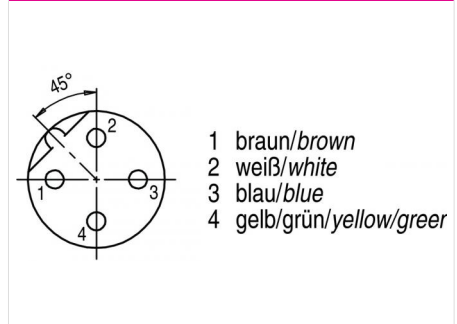 45°
2
1
3
4
1 braun/brown
2 weiß/white
3 blau/blue
4 gelb/grün/yellow/greer